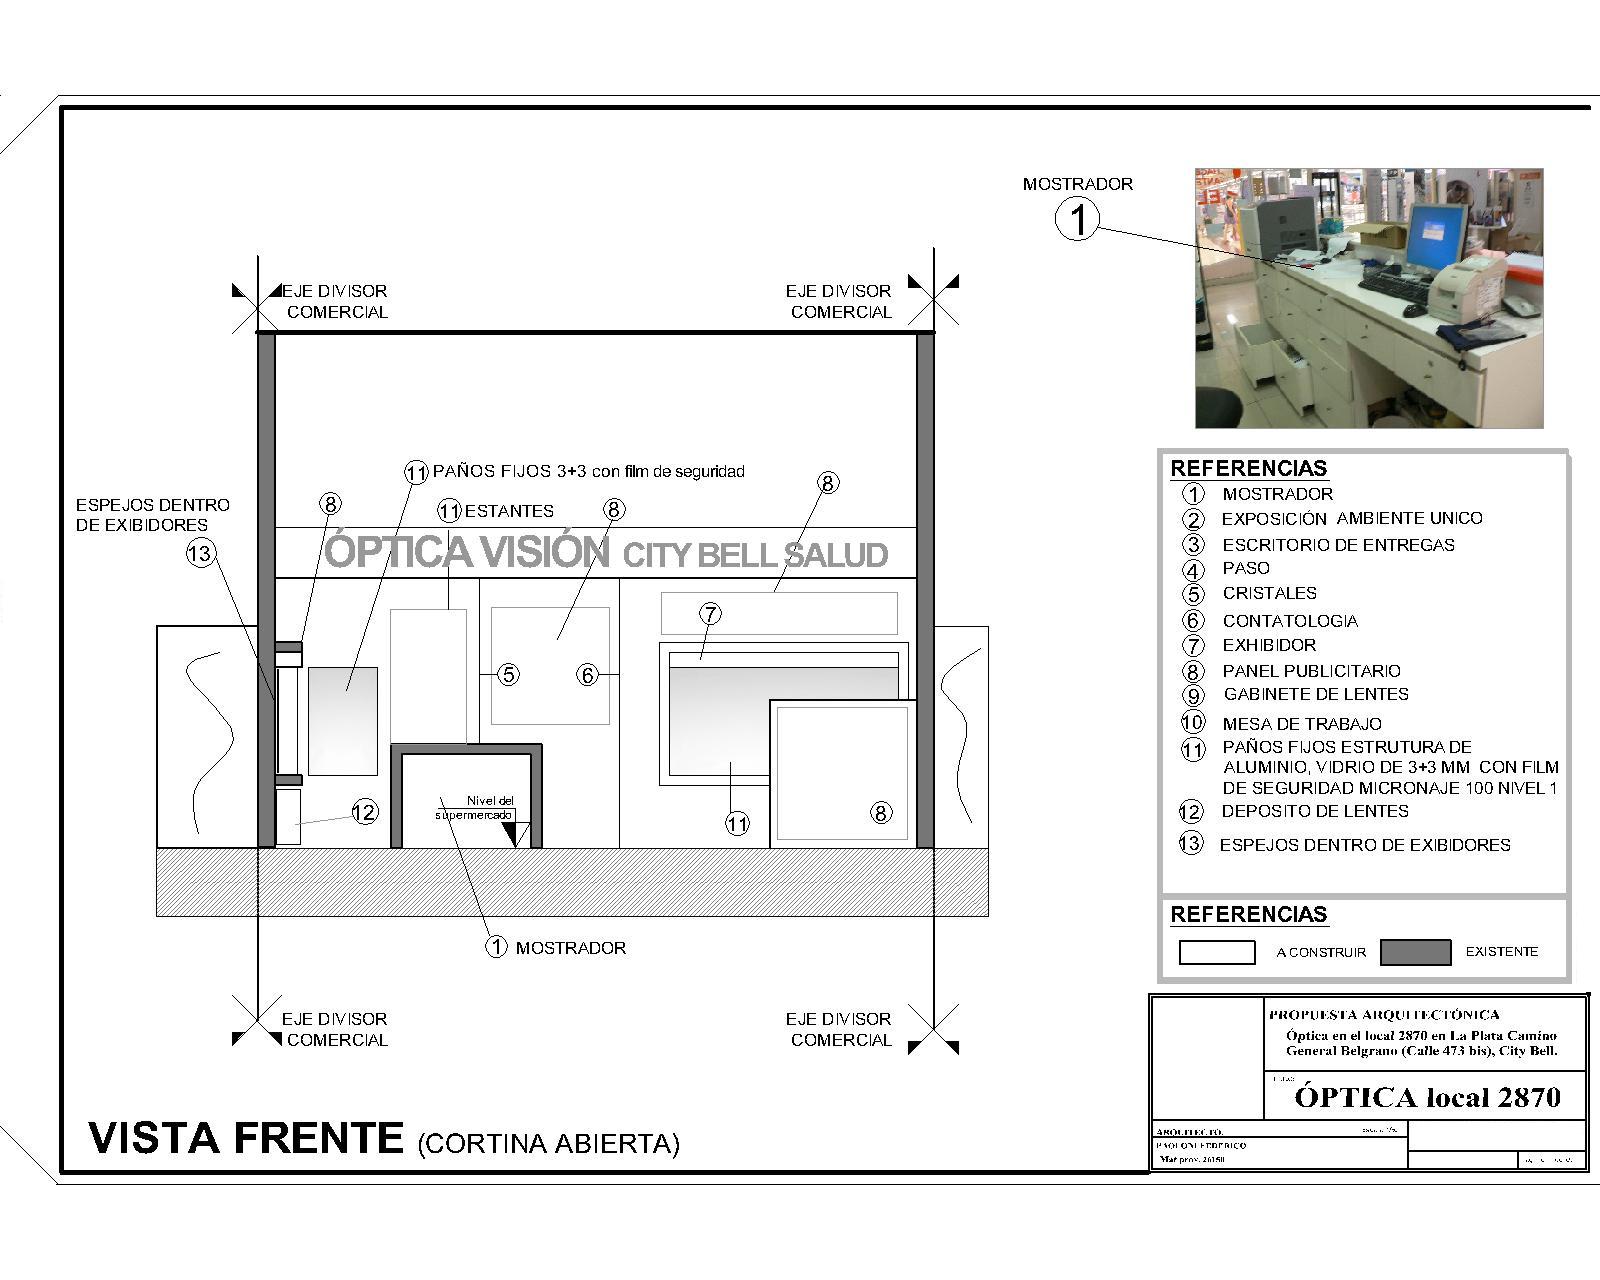 MOSTRADOR
1
EJE DIVISOR
COMERCIAL
EJE DIVISOR
COMERCIAL
11 PAÑOS FIJOS 3+3 con film de seguridad
8
ESPEJOS DENTRO
DE EXIBIDORES
13
8
11 ESTANTES
8
ÓPTICA VISIÓN CITY BELL SALUD
7
5
6
Nivel del
supermercado
12
11
8
1 MOSTRADOR
EJE DIVISOR
COMERCIAL
EJE DIVISOR
COMERCIAL
VISTA FRENTE (CORTINA ABIERTA)
REFERENCIAS
1 MOSTRADOR
2 EXPOSICIÓN AMBIENTE UNICO
3 ESCRITORIO DE ENTREGAS
4 PASO
5 CRISTALES
6 CONTATOLOGIA
7 EXHIBIDOR
8 PANEL PUBLICITARIO
9 GABINETE DE LENTES
10 MESA DE TRABAJO
11 PAÑOS FIJOS ESTRUTURA DE
ALUMINIO, VIDRIO DE 3+3 MM CON FILM
DE SEGURIDAD MICRONAJE 100 NIVEL 1
12 DEPOSITO DE LENTES
13 ESPEJOS DENTRO DE EXIBIDORES
REFERENCIAS
A CONSTRUIR
EXISTENTE
PROPUESTA ARQUITECTÓNICA
Óptica en el local 2870 en La Plata Camino
General Belgrano (Calle 473 bis), City Bell.
ÓPTICA local 2870
ARQUITECTO.
PAOLONI FEDERICO
Mat prov. 26150